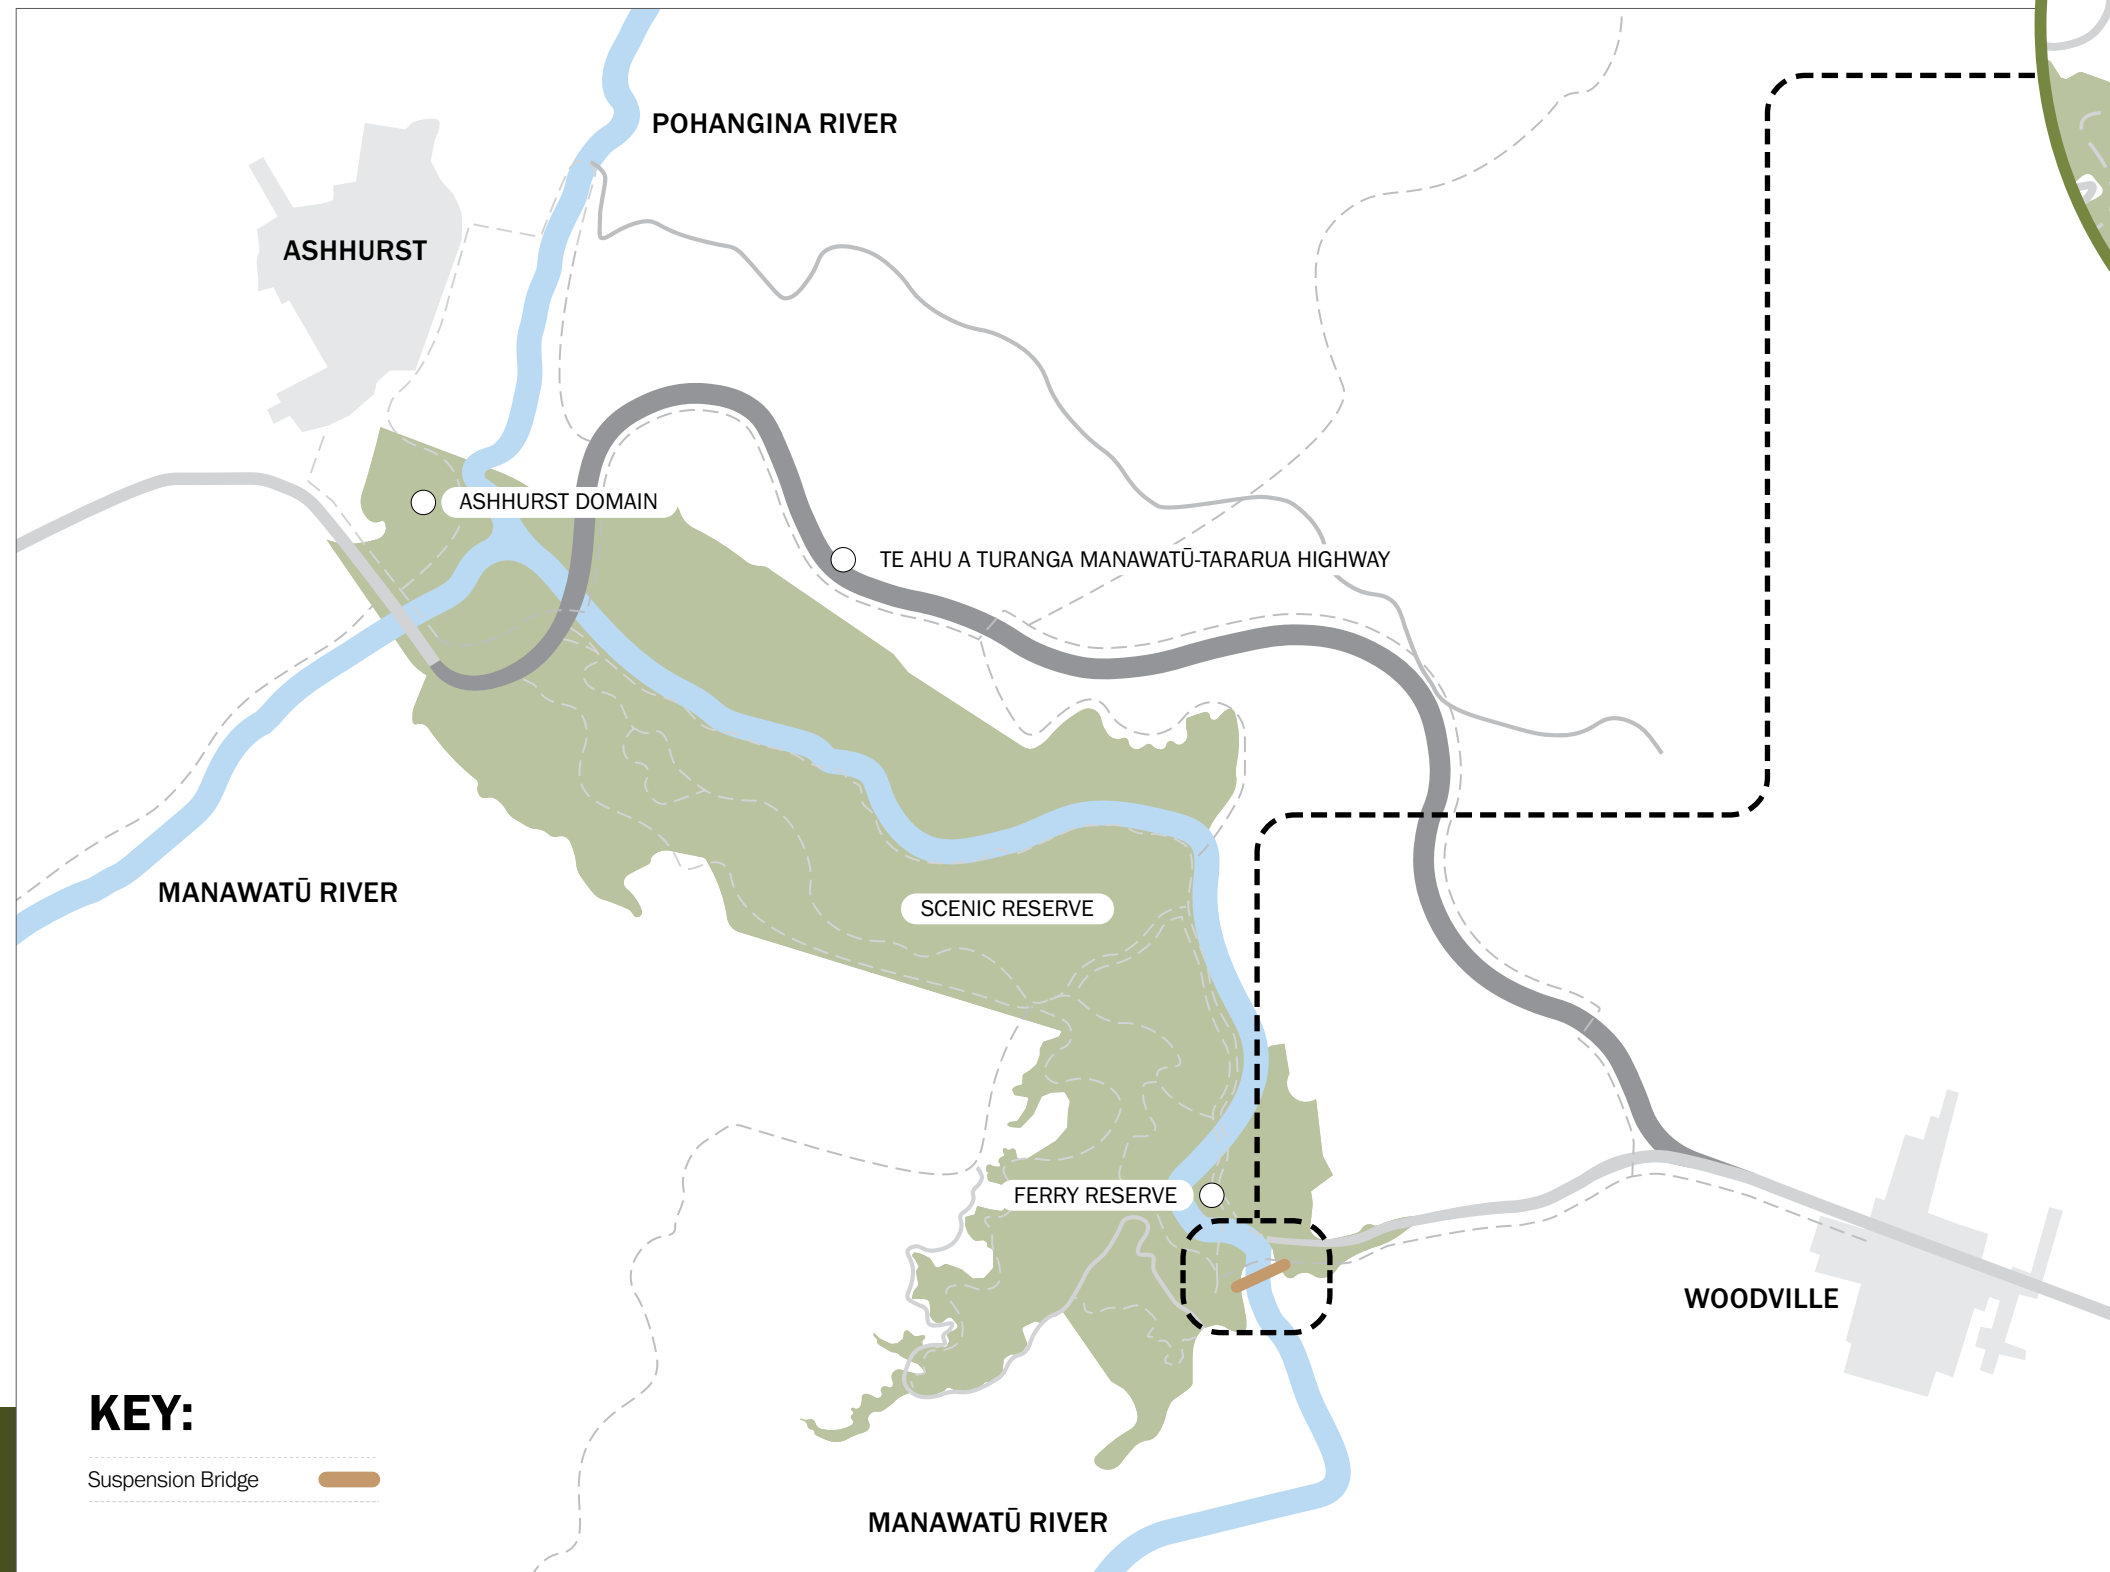 POHANGINA RIVER
ASHHURST
ASHHURST DOMAIN
TE AHU A TURANGA MANAWATŪ-TARARUA HIGHWAY
MANAWATŪ RIVER
SCENIC RESERVE
FERRY RESERVE
WOODVILLE
KEY:
Suspension Bridge
MANAWATŪ RIVER